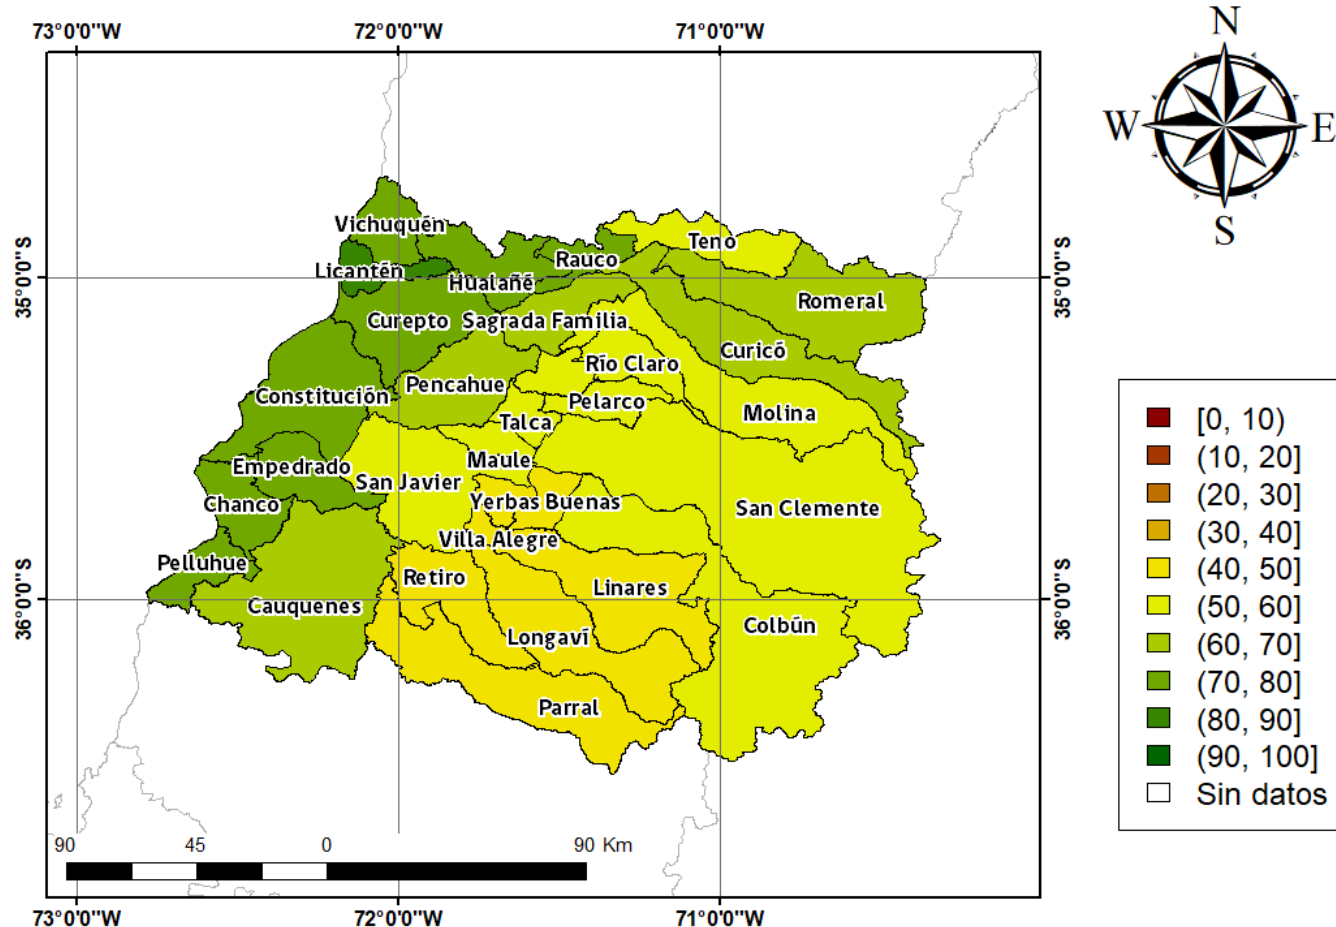 73°0'0"W 72°0'0"W 71°0'0"W
N
W E
S
35°0'0"S
35°0'0"S
36°0'0"S
36°0'0"S
Vichuquén
Teno
Licantén
Rauco
Hualañé
Romeral
Curepto
Sagrada Familia
Curicó
Río Claro
Pencahue
Constitución
Pelarco
Molina
Talca
Maule
Empedrado
San Javier
Chanco
Yerbas Buenas
San Clemente
Villa Alegre
Pelluhue
Retiro
Linares
Cauquenes
Colbún
Longaví
Parral
90 45 0 90 Km
73°0'0"W 72°0'0"W 71°0'0"W
[0, 10)
(10, 20]
(20, 30]
(30, 40]
(40, 50]
(50, 60]
(60, 70]
(70, 80]
(80, 90]
(90, 100]
Sin datos